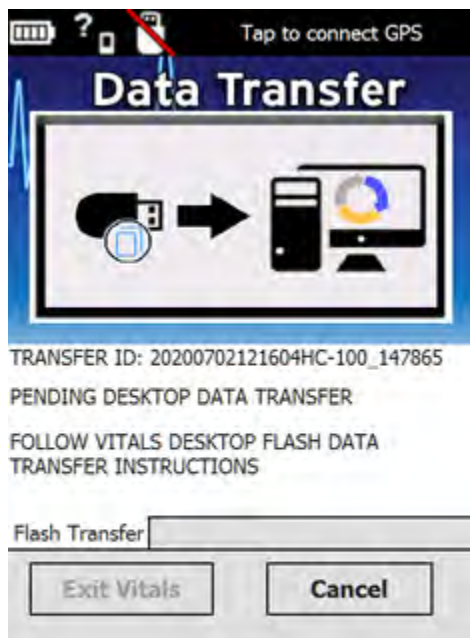 Tap to connect GPS
Data Transfer
TRANSFER ID: 20200702121604HC-100_147865
PENDING DESKTOP DATA TRANSFER
FOLLOW VITALS DESKTOP FLASH DATA
TRANSFER INSTRUCTIONS
Flash Transfer
Exit Vitals
Cancel